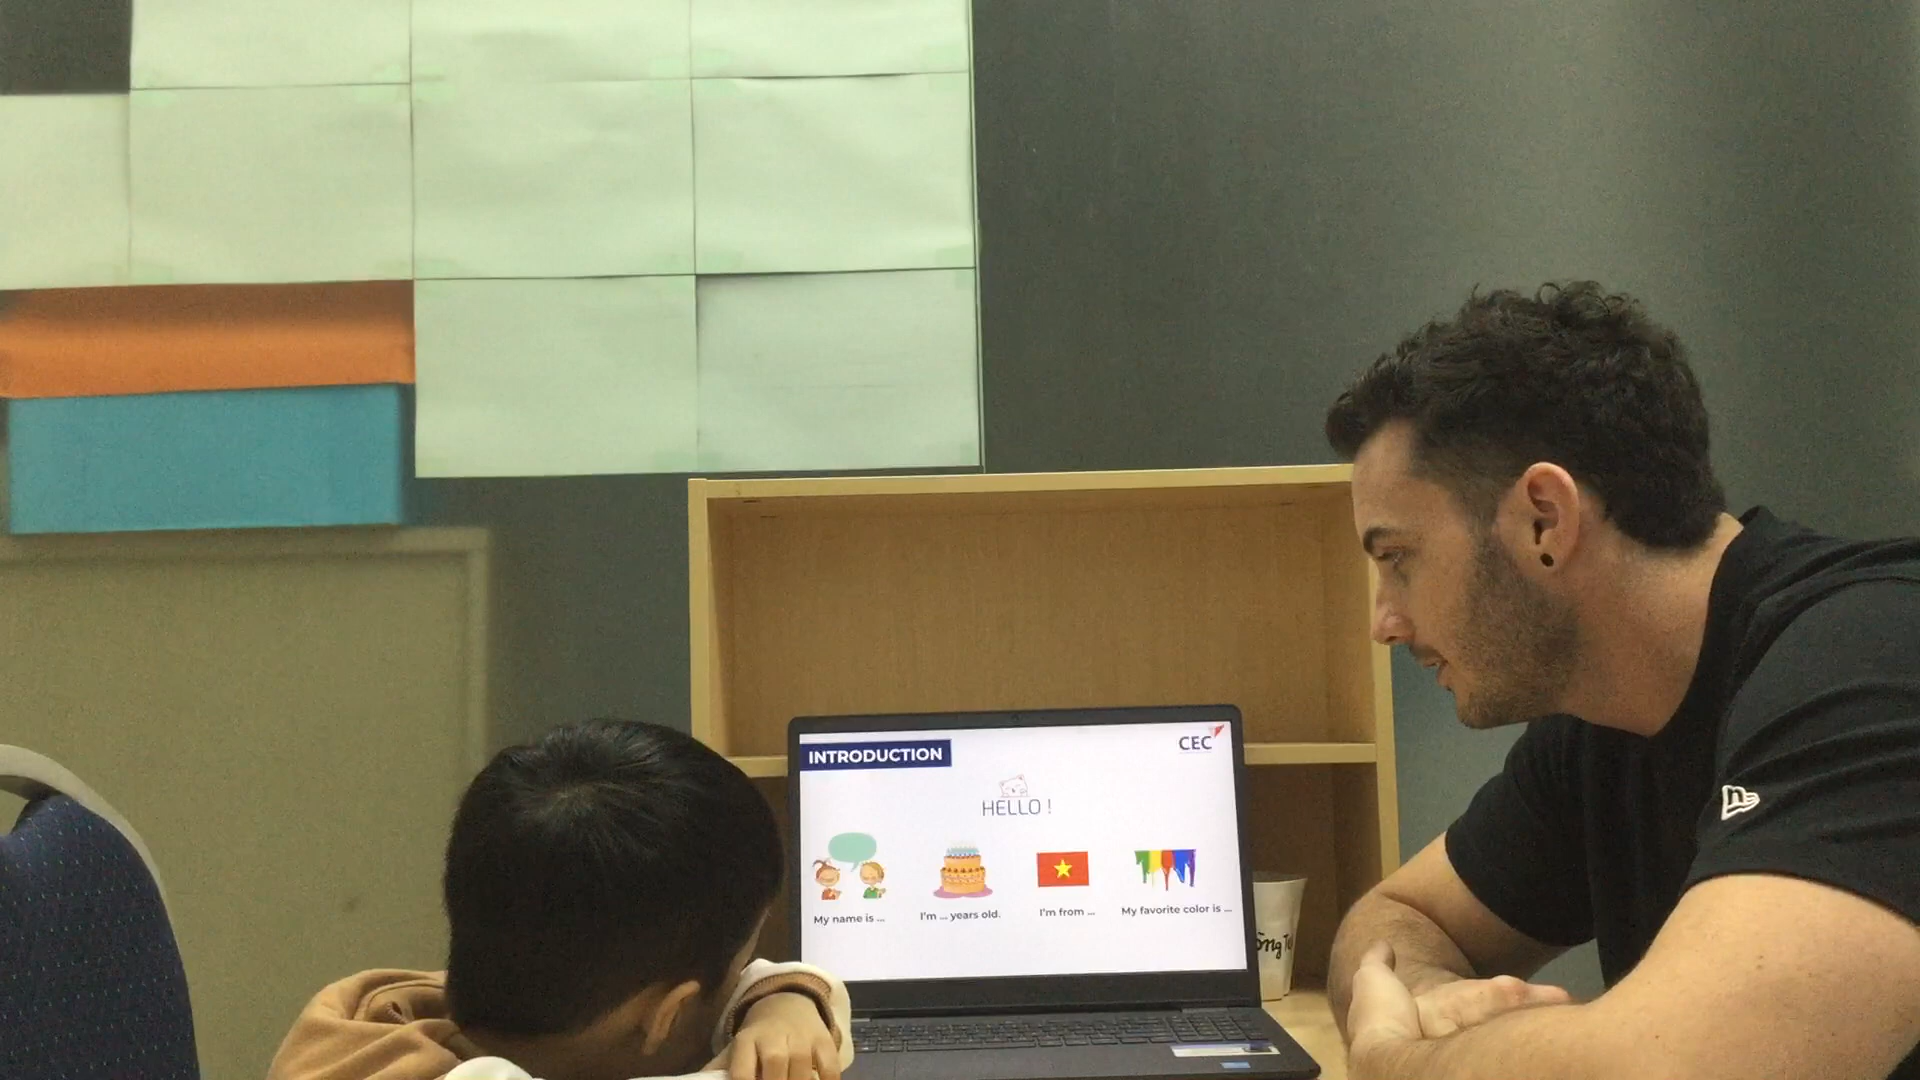 INTRODUCTION
CEC
HELLO !
My name is ...
I'm ... years old.
I'm from ...
My favorite color is ...